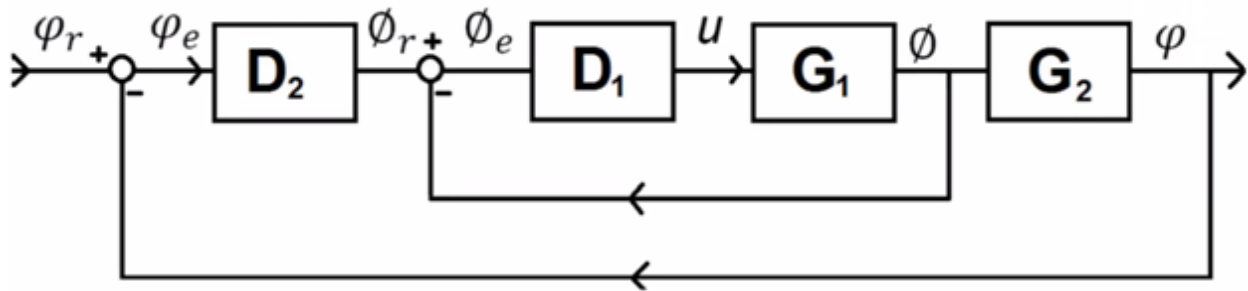 φᵣ + φₑ D₂ ∅ᵣ + ∅ₑ D₁ u G₁ ∅ G₂ φ
- -